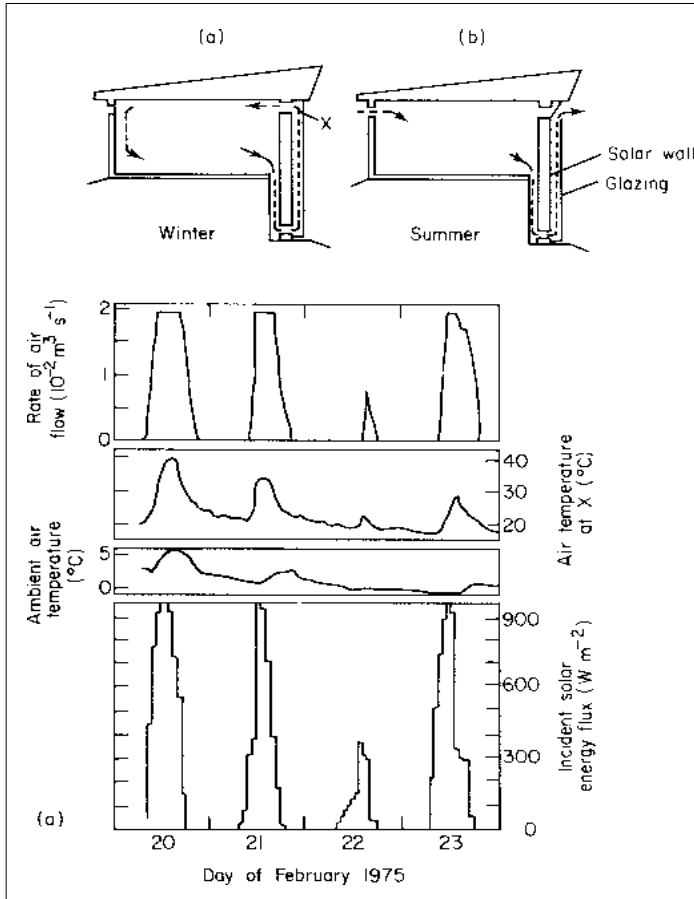 (a)
(b)
X
Solar wall
Glazing
Winter
Summer
Rate of air
flow (10⁻² m³ s⁻¹)
2
1
0
Air temperature
at X (°C)
40
30
20
Ambient air
temperature
(°C)
5
0
Incident solar
energy flux (W m⁻²)
900
600
300
0
(a)
20
21
22
23
Day of February 1975